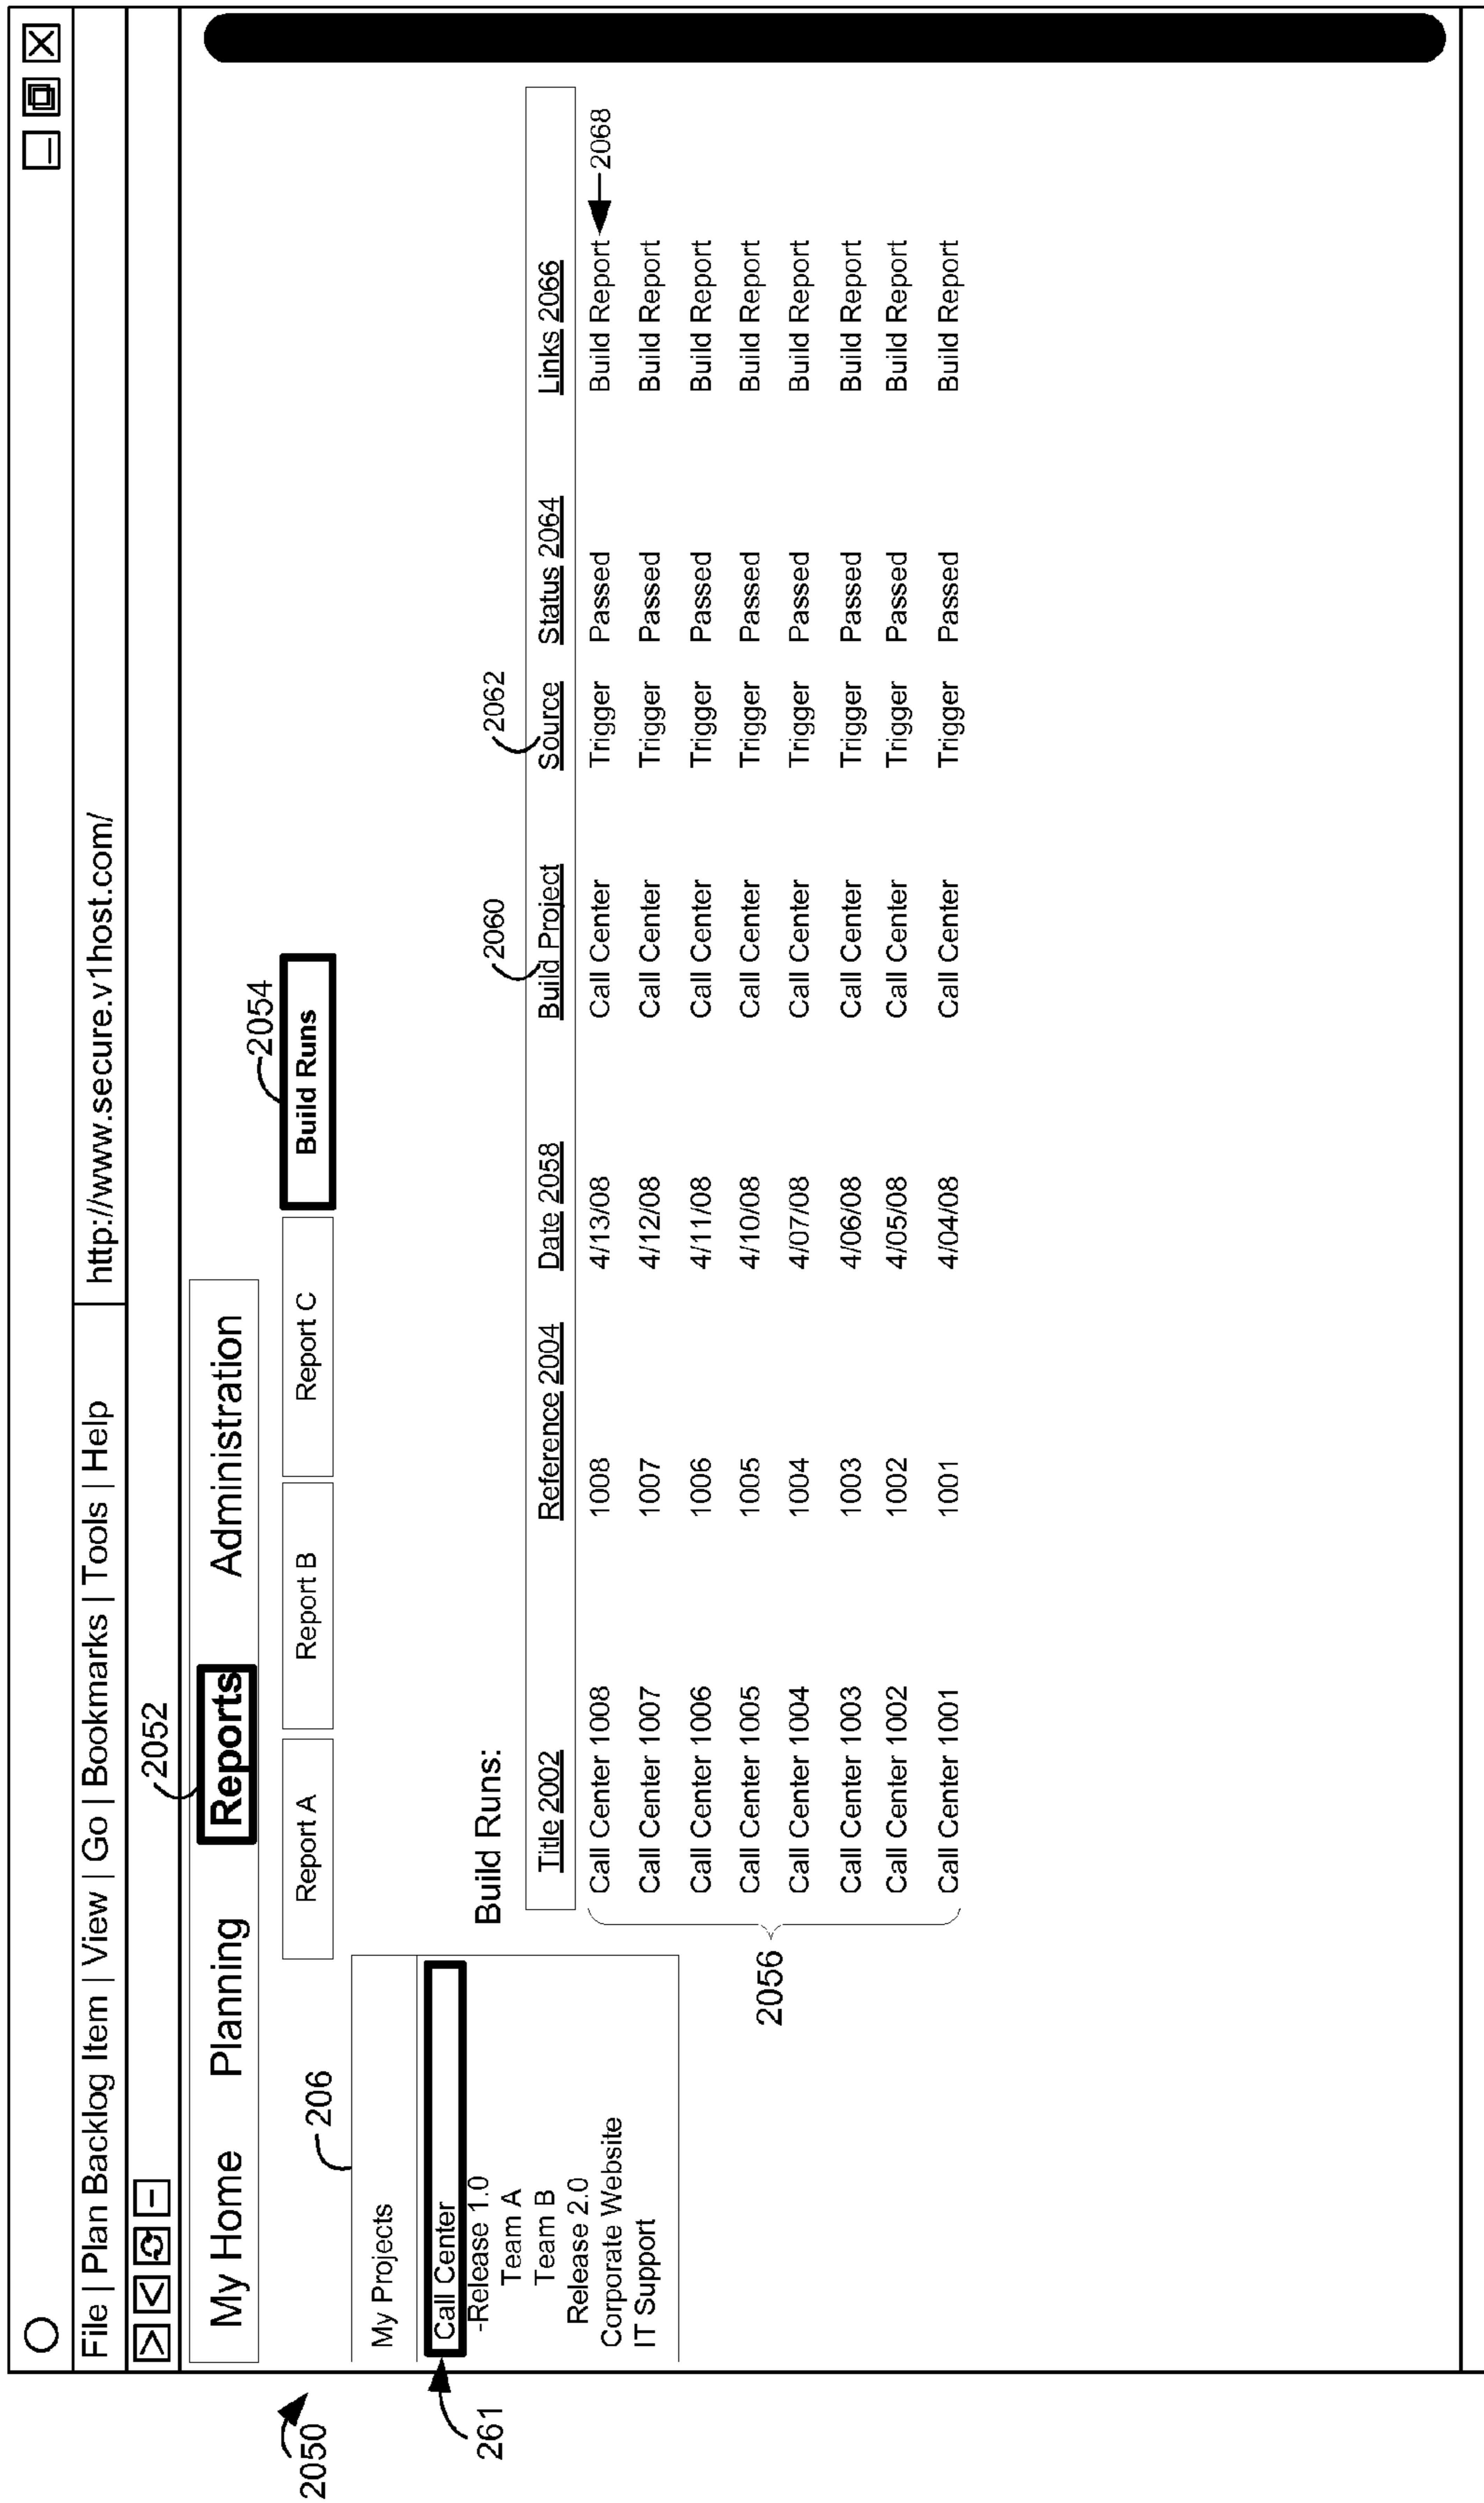 File | Plan Backlog Item | View | Go | Bookmarks | Tools | Help
http://www.secure.v1host.com/
2052
My Home Planning Reports Administration
2054
2050
206
Report A Report B Report C Build Runs
My Projects
261
Call Center
-Release 1.0
Team A
Team B
Release 2.0
Corporate Website
IT Support
Build Runs:
2060 2062
Title 2002 Reference 2004 Date 2058 Build Project Source Status 2064 Links 2066
Call Center 1008 1008 4/13/08 Call Center Trigger Passed Build Report 2068
Call Center 1007 1007 4/12/08 Call Center Trigger Passed Build Report
Call Center 1006 1006 4/11/08 Call Center Trigger Passed Build Report
Call Center 1005 1005 4/10/08 Call Center Trigger Passed Build Report
Call Center 1004 1004 4/07/08 Call Center Trigger Passed Build Report
Call Center 1003 1003 4/06/08 Call Center Trigger Passed Build Report
Call Center 1002 1002 4/05/08 Call Center Trigger Passed Build Report
Call Center 1001 1001 4/04/08 Call Center Trigger Passed Build Report
2056